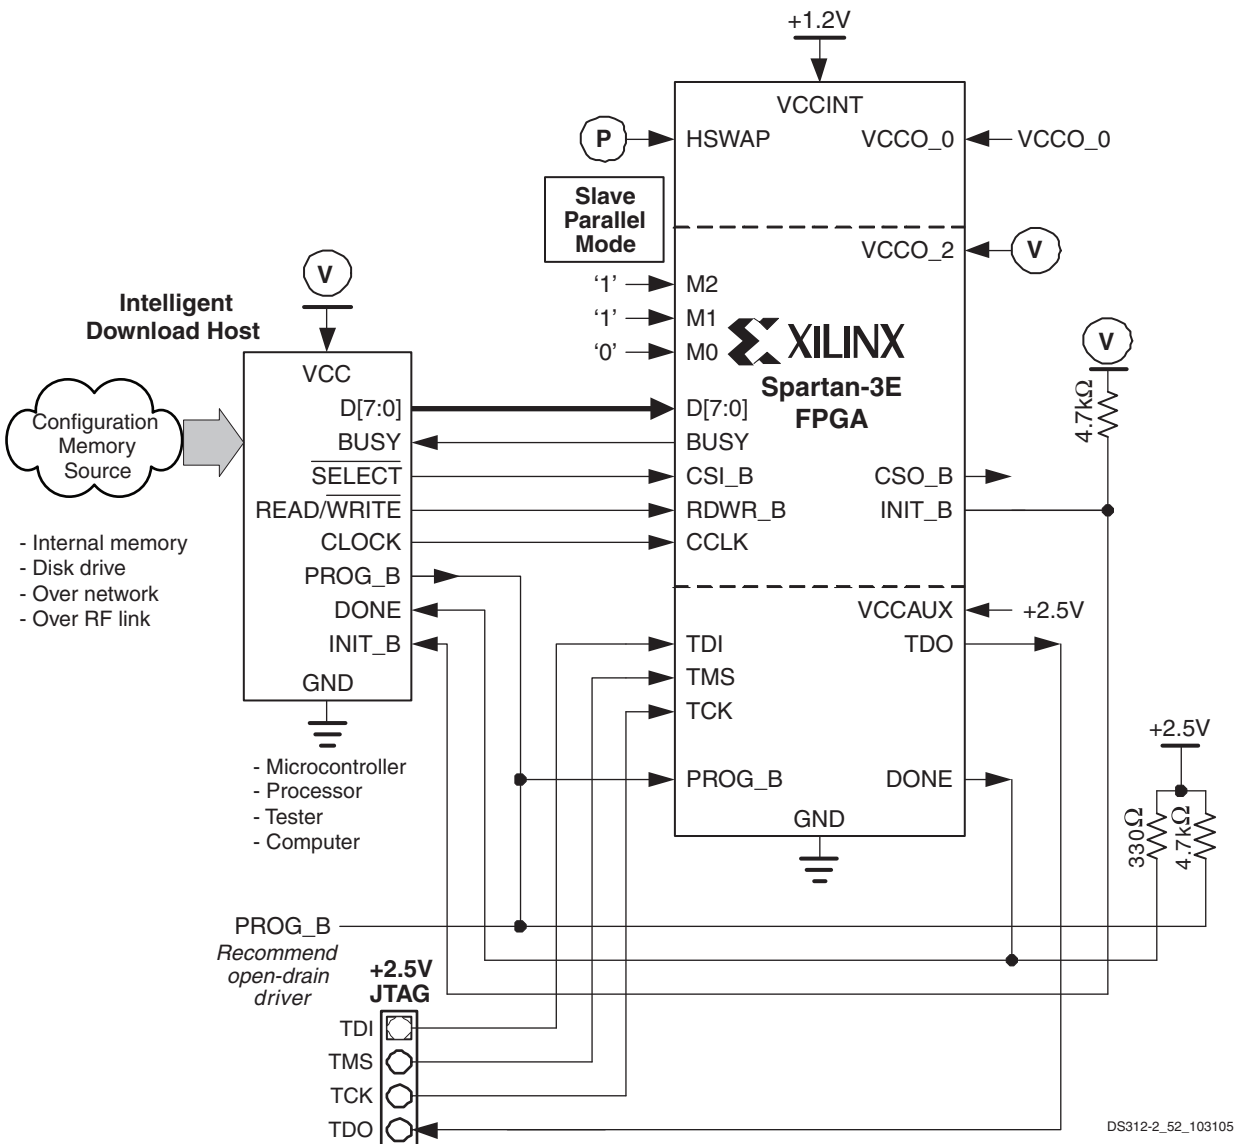 +1.2V
VCCINT
P
HSWAP
VCCO_0
VCCO_0
Slave
Parallel
Mode
VCCO_2
V
‘1’
M2
‘1’
M1
‘0’
M0
XILINX
Spartan-3E
FPGA
V
Intelligent
Download Host
VCC
Configuration
Memory
Source
D[7:0]
BUSY
SELECT
READ/WRITE
CLOCK
PROG_B
DONE
INIT_B
GND
D[7:0]
BUSY
CSI_B
RDWR_B
CCLK
CSO_B
INIT_B
V
4.7kΩ
- Internal memory
- Disk drive
- Over network
- Over RF link
VCCAUX
+2.5V
TDI
TDO
TMS
TCK
PROG_B
DONE
GND
+2.5V
330Ω
4.7kΩ
- Microcontroller
- Processor
- Tester
- Computer
PROG_B
Recommend
open-drain
driver
+2.5V
JTAG
TDI
TMS
TCK
TDO
DS312-2_52_103105